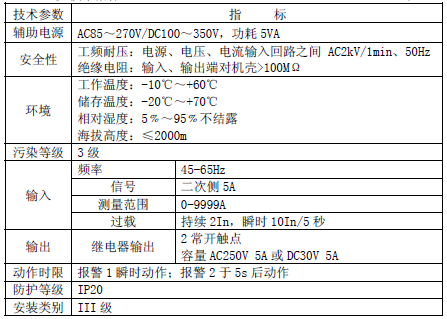 技术参数 指 标
辅助电源 AC85～270V/DC100～350V，功耗 5VA
安全性 工频耐压：电源、电压、电流输入回路之间 AC2kV/1min、50Hz
绝缘电阻：输入、输出端对机壳>100MΩ
环境 工作温度：-10℃～+60℃
储存温度：-20℃～+70℃
相对湿度：5％～95％不结露
海拔高度：≤2000m
污染等级 3 级
输入 频率 45-65Hz
信号 二次侧 5A
测量范围 0-9999A
过载 持续 2In，瞬时 10In/5 秒
输出 继电器输出 2 常开触点
容量 AC250V 5A 或 DC30V 5A
动作时限 报警 1 瞬时动作；报警 2 于 5s 后动作
防护等级 IP20
安装类别 III 级